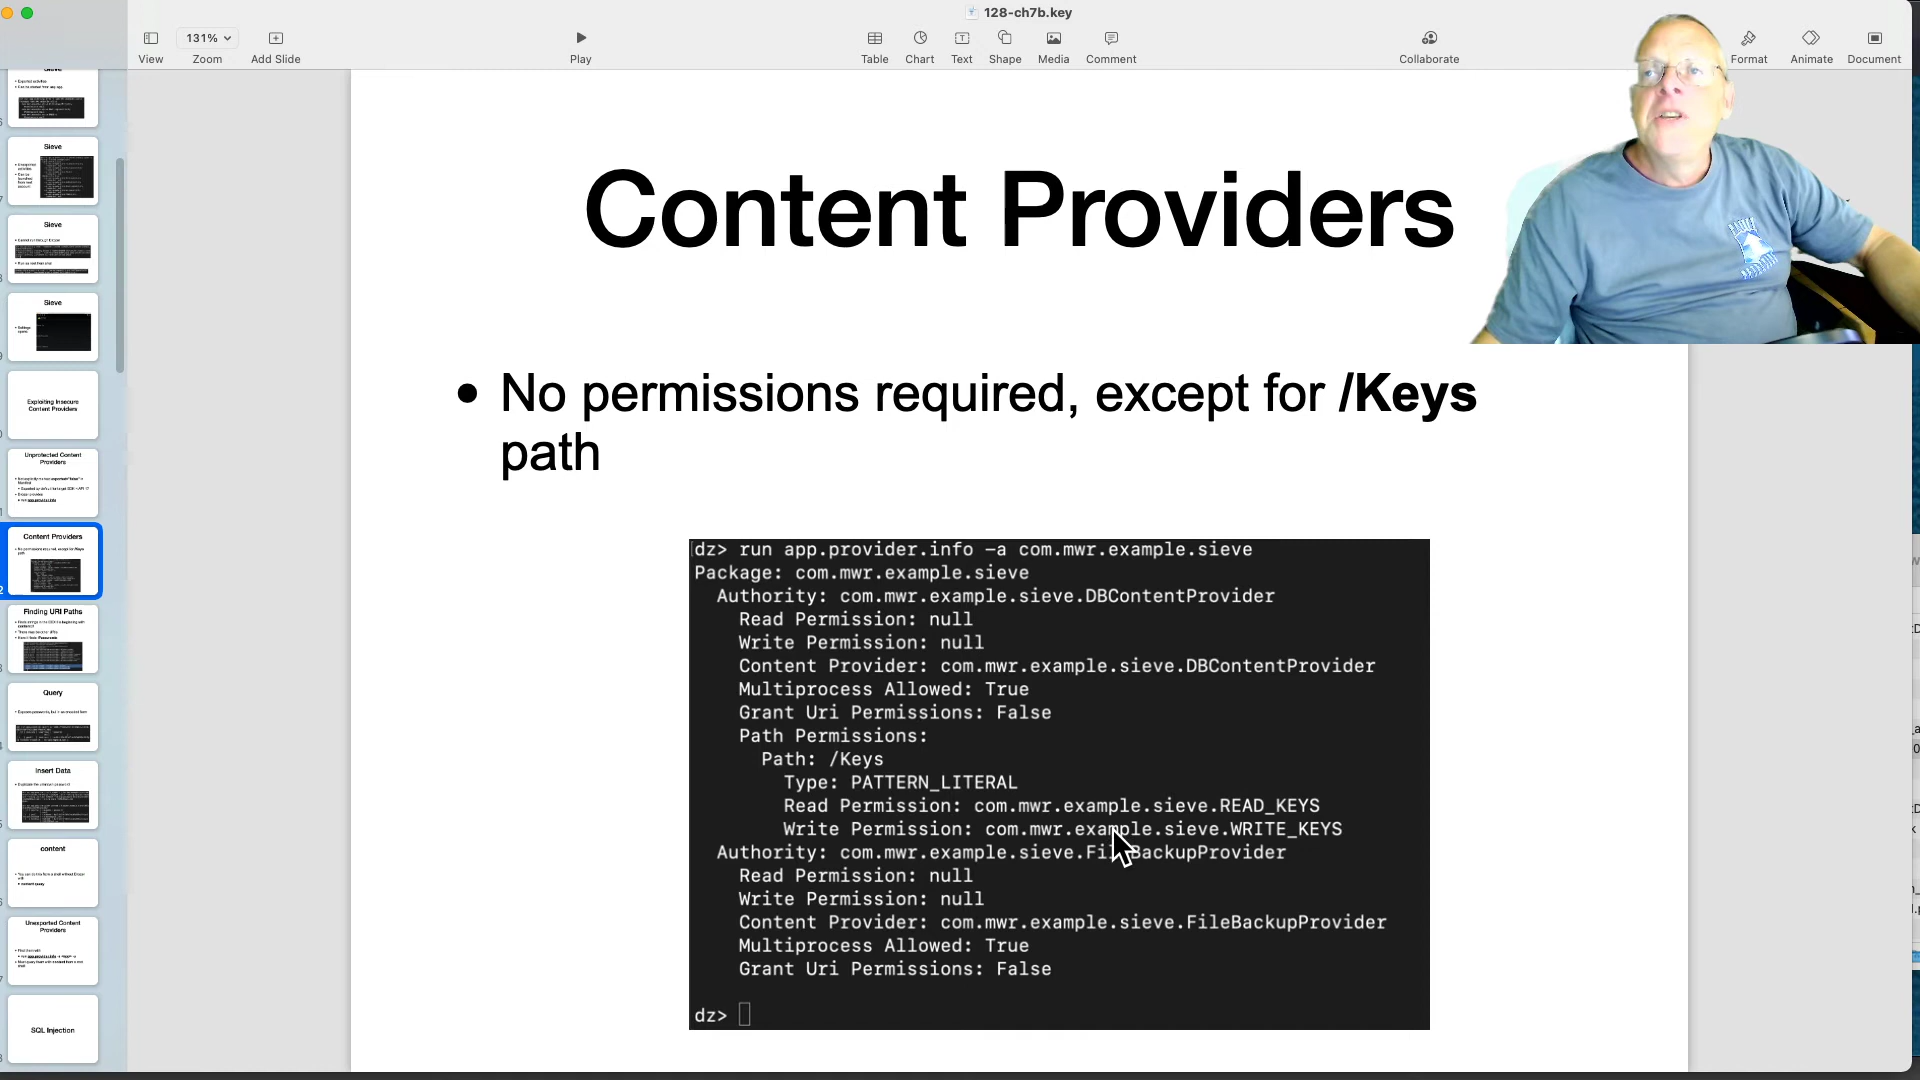 128-ch7b.key
131%
View
Zoom
Add Slide
Play
Table
Chart
Text
Shape
Media
Comment
Collaborate
Format
Animate
Document
Sieve
Sieve
Sieve
Exploiting Insecure
Content Providers
Unprotected Content
Providers
Content Providers
Finding URI Paths
Query
Insert Data
content
Unexported Content
Providers
SQL Injection
Content Providers
• No permissions required, except for /Keys
path
dz> run app.provider.info -a com.mwr.example.sieve
Package: com.mwr.example.sieve
Authority: com.mwr.example.sieve.DBContentProvider
Read Permission: null
Write Permission: null
Content Provider: com.mwr.example.sieve.DBContentProvider
Multiprocess Allowed: True
Grant Uri Permissions: False
Path Permissions:
Path: /Keys
Type: PATTERN_LITERAL
Read Permission: com.mwr.example.sieve.READ_KEYS
Write Permission: com.mwr.example.sieve.WRITE_KEYS
Authority: com.mwr.example.sieve.FileBackupProvider
Read Permission: null
Write Permission: null
Content Provider: com.mwr.example.sieve.FileBackupProvider
Multiprocess Allowed: True
Grant Uri Permissions: False
dz>